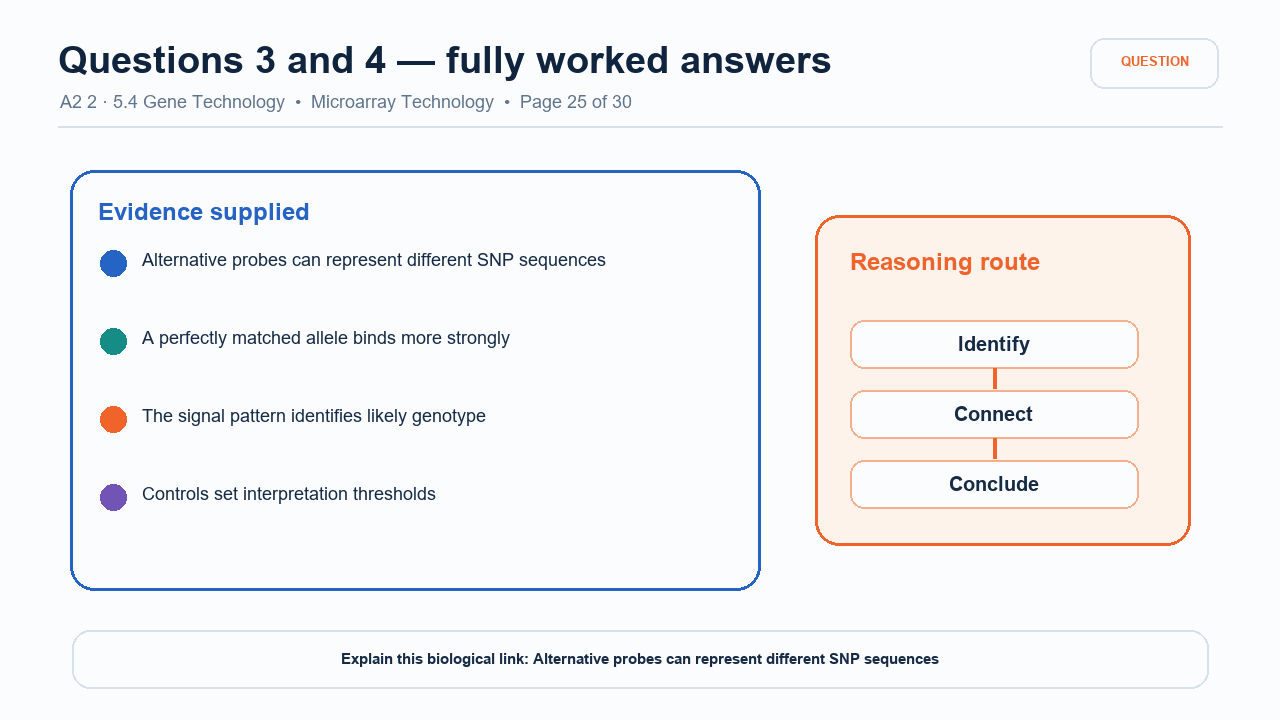 Questions 3 and 4 — fully worked answers
QUESTION
A2 2 · 5.4 Gene Technology • Microarray Technology • Page 25 of 30
Evidence supplied
Alternative probes can represent different SNP sequences
A perfectly matched allele binds more strongly
The signal pattern identifies likely genotype
Controls set interpretation thresholds
Reasoning route
Identify
Connect
Conclude
Explain this biological link: Alternative probes can represent different SNP sequences